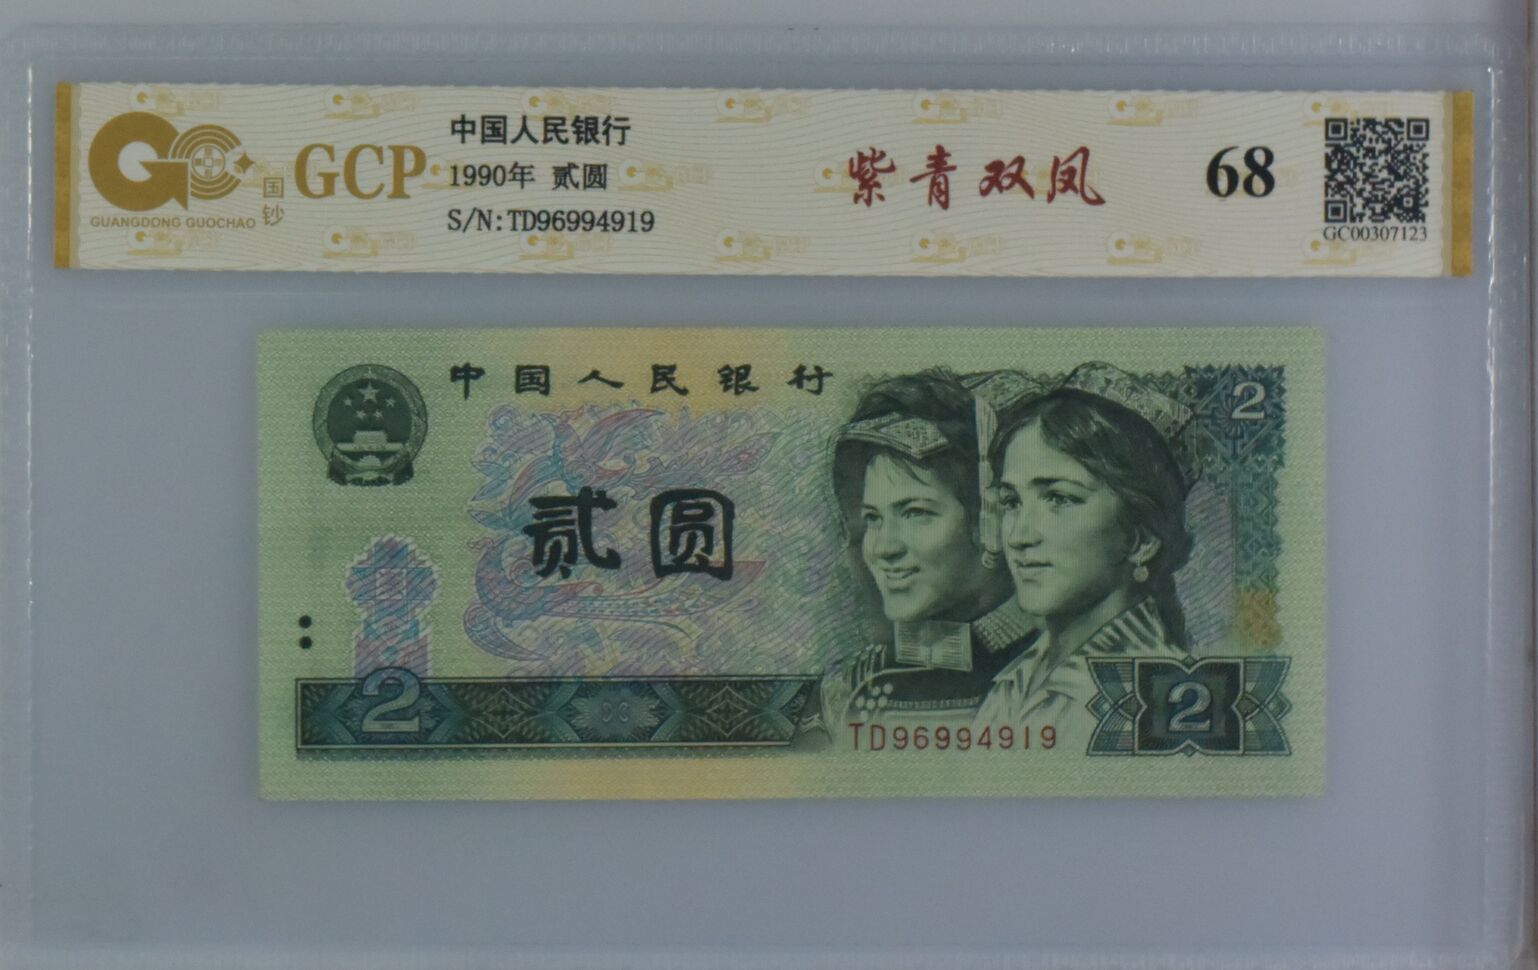 中国人民银行
GCP 1990年 贰圆 紫青双凤 68
国钞
GUANGDONG GUOCHAO
S/N:TD96994919
GC00307123
中国人民银行
2
贰圆
2
2
TD96994919